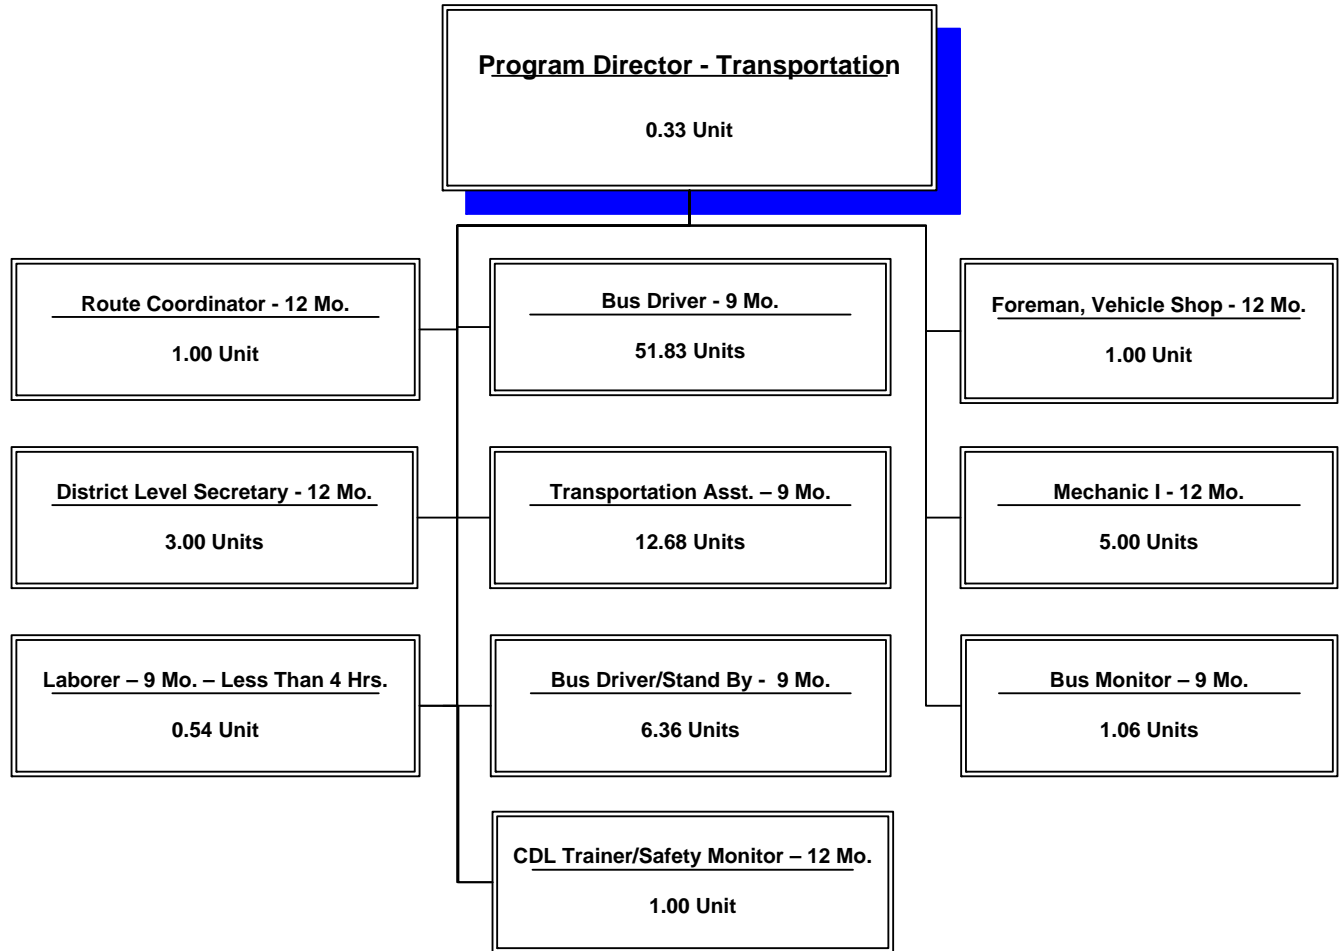 Program Director - Transportation
0.33 Unit
Route Coordinator - 12 Mo.
1.00 Unit
Bus Driver - 9 Mo.
51.83 Units
Foreman, Vehicle Shop - 12 Mo.
1.00 Unit
District Level Secretary - 12 Mo.
3.00 Units
Transportation Asst. – 9 Mo.
12.68 Units
Mechanic I - 12 Mo.
5.00 Units
Laborer – 9 Mo. – Less Than 4 Hrs.
0.54 Unit
Bus Driver/Stand By - 9 Mo.
6.36 Units
Bus Monitor – 9 Mo.
1.06 Units
CDL Trainer/Safety Monitor – 12 Mo.
1.00 Unit